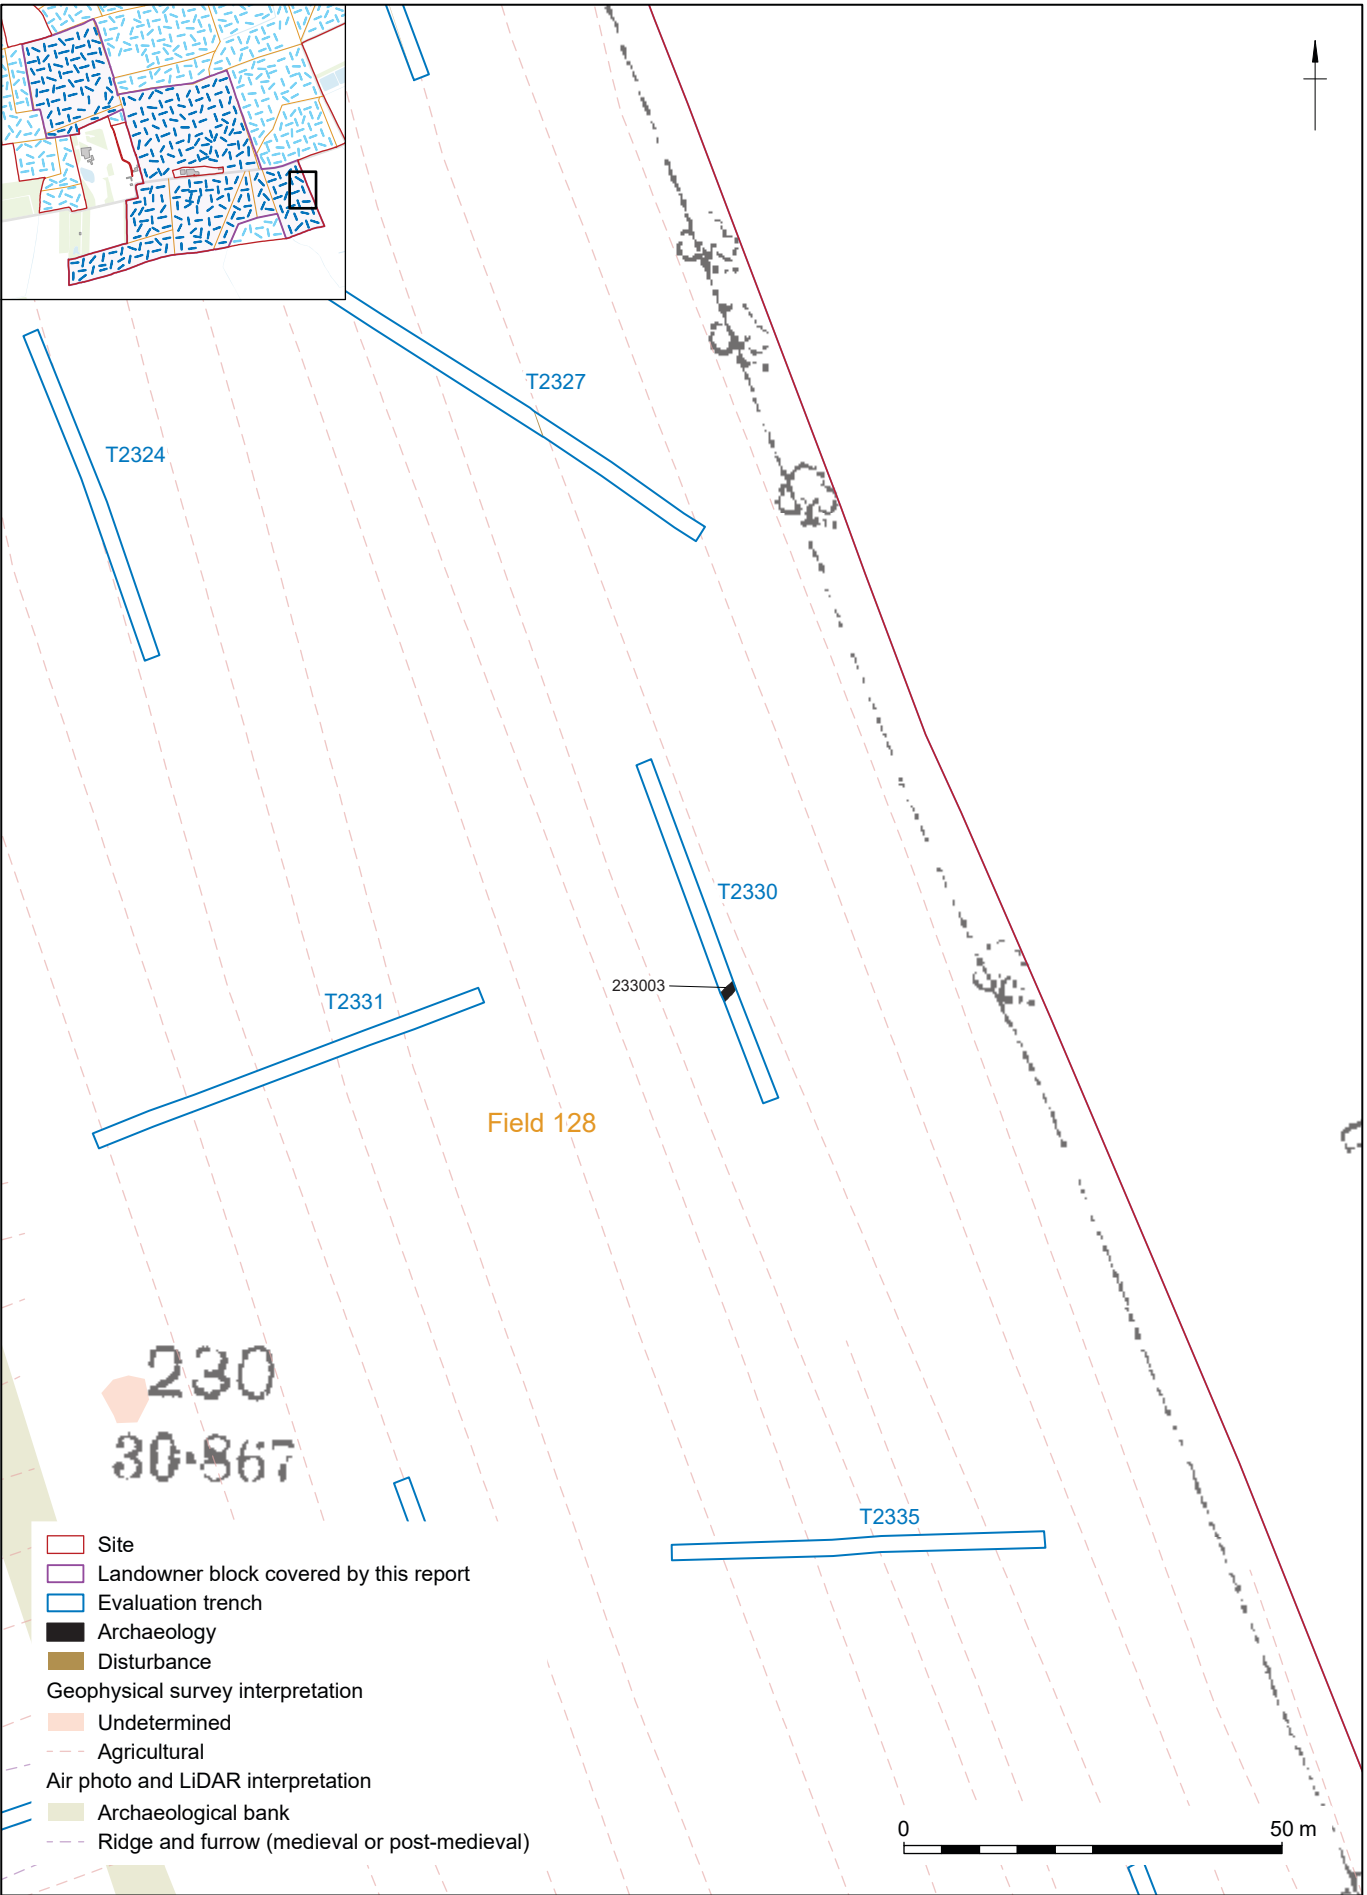 T2327
T2324
T2330
233003
T2331
Field 128
230
30·867
T2335
Site
Landowner block covered by this report
Evaluation trench
Archaeology
Disturbance
Geophysical survey interpretation
Undetermined
Agricultural
Air photo and LiDAR interpretation
Archaeological bank
Ridge and furrow (medieval or post-medieval)
0 50 m